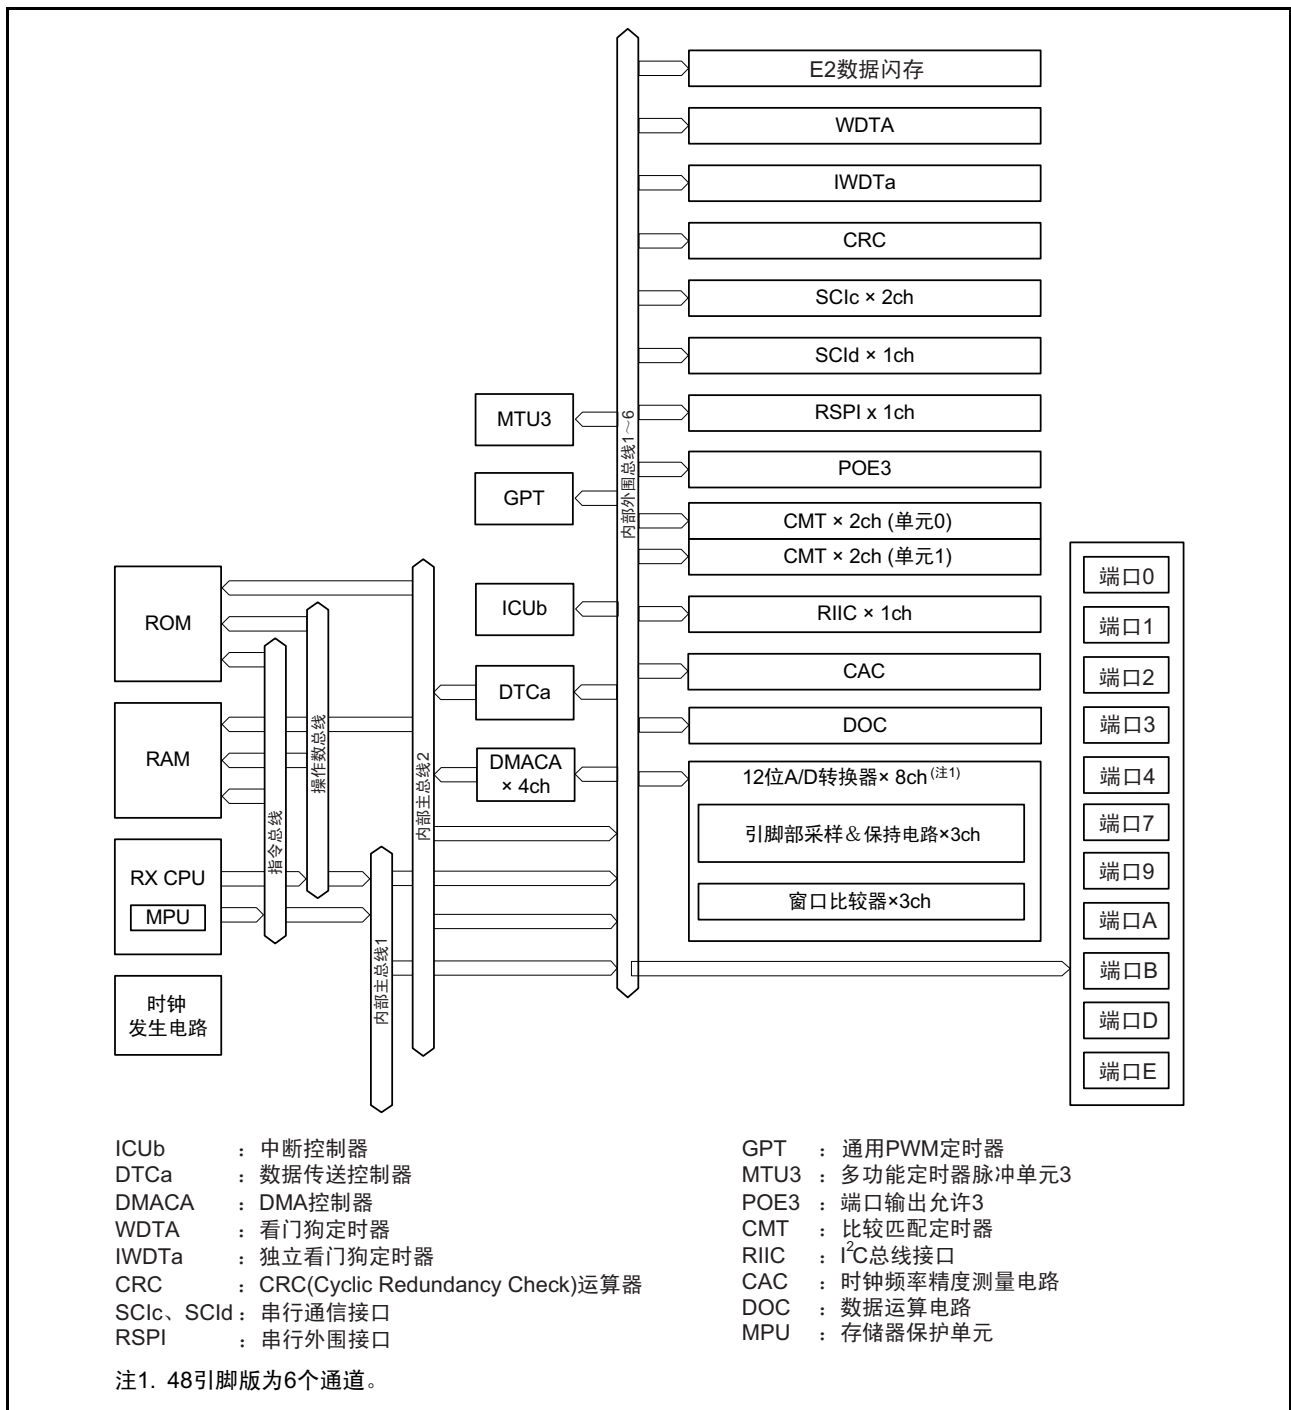 E2数据闪存
WDTA
IWDTa
CRC
SCIc × 2ch
SCId × 1ch
RSPI x 1ch
POE3
CMT × 2ch (单元0)
CMT × 2ch (单元1)
RIIC × 1ch
CAC
DOC
12位A/D转换器× 8ch(注1)
引脚部采样&保持电路×3ch
窗口比较器×3ch
MTU3
GPT
ICUb
DTCa
DMACA
× 4ch
内部外围总线1～6
内部主总线2
内部主总线1
操作数总线
指令总线
ROM
RAM
RX CPU
MPU
时钟
发生电路
端口0
端口1
端口2
端口3
端口4
端口7
端口9
端口A
端口B
端口D
端口E
ICUb ：中断控制器
DTCa ：数据传送控制器
DMACA ：DMA控制器
WDTA ：看门狗定时器
IWDTa ：独立看门狗定时器
CRC ：CRC(Cyclic Redundancy Check)运算器
SCIc、SCId：串行通信接口
RSPI ：串行外围接口
GPT ：通用PWM定时器
MTU3 ：多功能定时器脉冲单元3
POE3 ：端口输出允许3
CMT ：比较匹配定时器
RIIC ：I²C总线接口
CAC ：时钟频率精度测量电路
DOC ：数据运算电路
MPU ：存储器保护单元
注1. 48引脚版为6个通道。